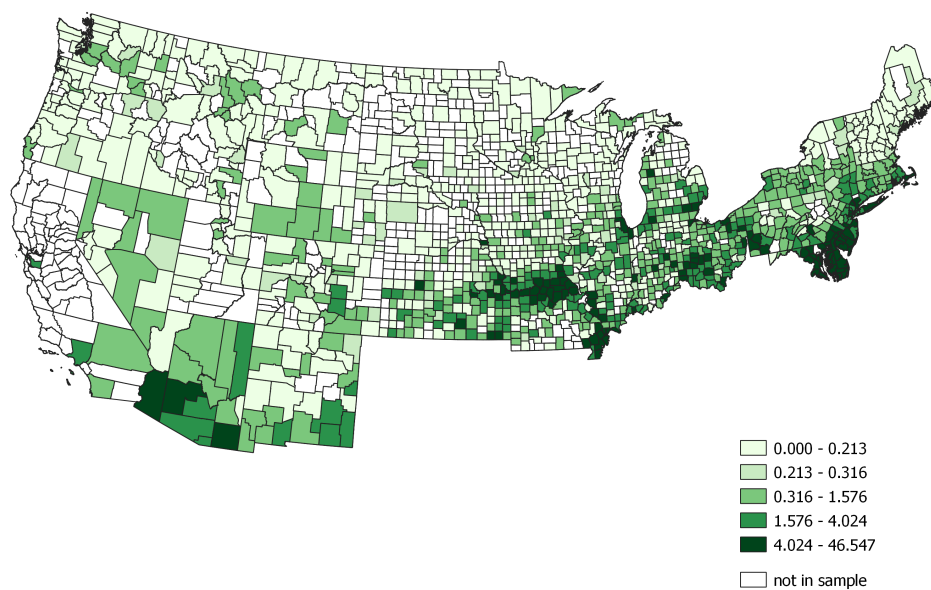 0.000 - 0.213
0.213 - 0.316
0.316 - 1.576
1.576 - 4.024
4.024 - 46.547
not in sample